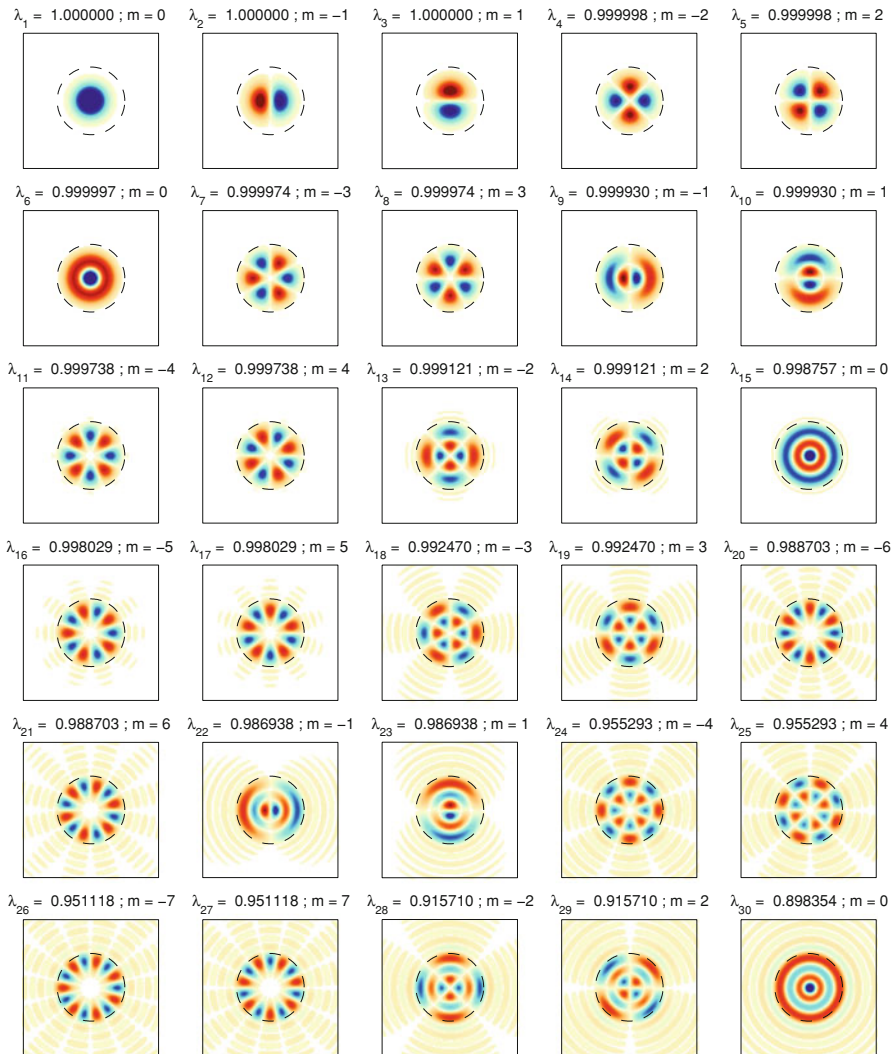 λ1 = 1.000000 ; m = 0
λ2 = 1.000000 ; m = −1
λ3 = 1.000000 ; m = 1
λ4 = 0.999998 ; m = −2
λ5 = 0.999998 ; m = 2
λ6 = 0.999997 ; m = 0
λ7 = 0.999974 ; m = −3
λ8 = 0.999974 ; m = 3
λ9 = 0.999930 ; m = −1
λ10 = 0.999930 ; m = 1
λ11 = 0.999738 ; m = −4
λ12 = 0.999738 ; m = 4
λ13 = 0.999121 ; m = −2
λ14 = 0.999121 ; m = 2
λ15 = 0.998757 ; m = 0
λ16 = 0.998029 ; m = −5
λ17 = 0.998029 ; m = 5
λ18 = 0.992470 ; m = −3
λ19 = 0.992470 ; m = 3
λ20 = 0.988703 ; m = −6
λ21 = 0.988703 ; m = 6
λ22 = 0.986938 ; m = −1
λ23 = 0.986938 ; m = 1
λ24 = 0.955293 ; m = −4
λ25 = 0.955293 ; m = 4
λ26 = 0.951118 ; m = −7
λ27 = 0.951118 ; m = 7
λ28 = 0.915710 ; m = −2
λ29 = 0.915710 ; m = 2
λ30 = 0.898354 ; m = 0